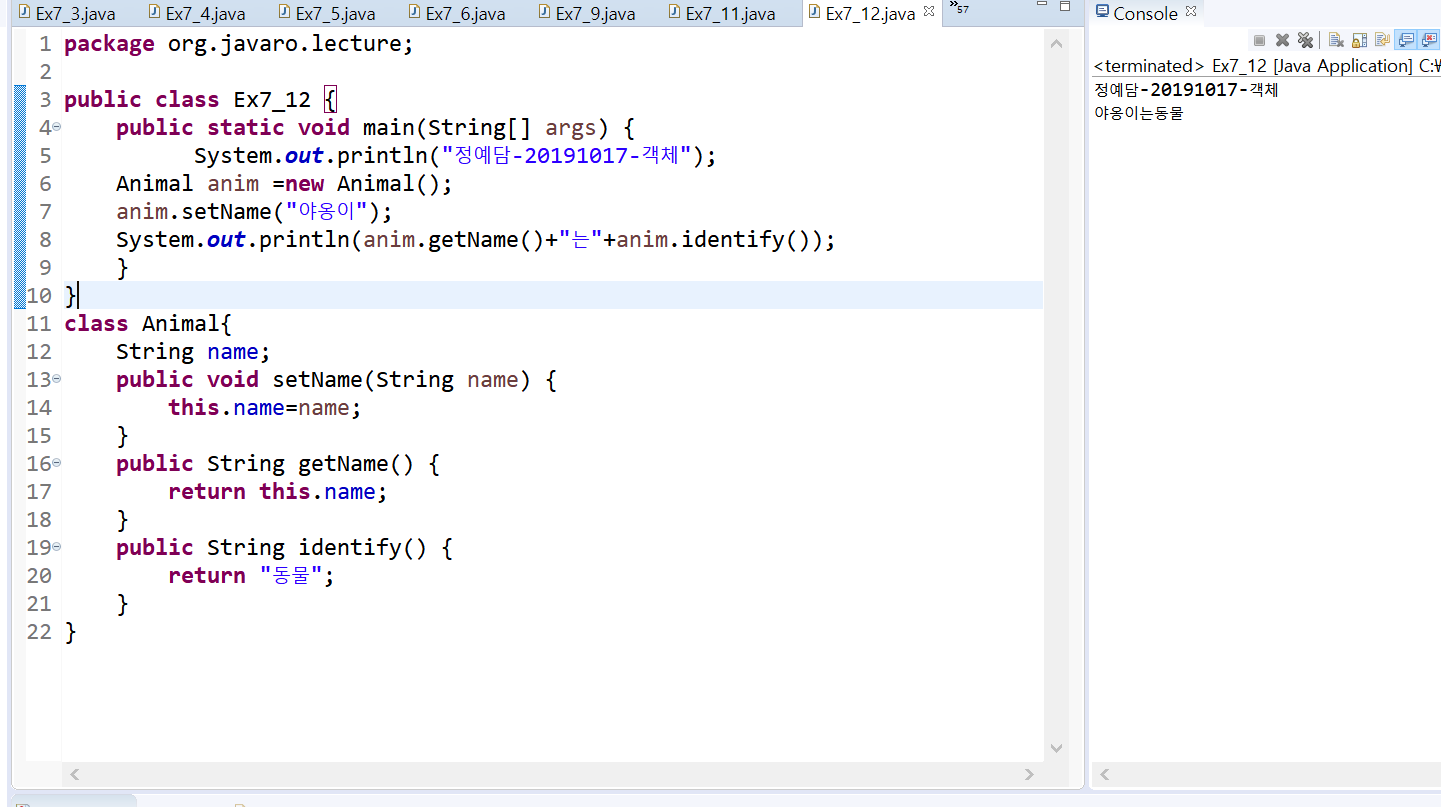 Ex7_3.java Ex7_4.java Ex7_5.java Ex7_6.java Ex7_9.java Ex7_11.java Ex7_12.java »57
1 package org.javaro.lecture;
2
3 public class Ex7_12 {
4 public static void main(String[] args) {
5 System.out.println("정예담-20191017-객체");
6 Animal anim =new Animal();
7 anim.setName("야옹이");
8 System.out.println(anim.getName()+"는"+anim.identify());
9 }
10 }
11 class Animal{
12 String name;
13 public void setName(String name) {
14 this.name=name;
15 }
16 public String getName() {
17 return this.name;
18 }
19 public String identify() {
20 return "동물";
21 }
22 }
Console
<terminated> Ex7_12 [Java Application] C:₩
정예담-20191017-객체
야옹이는동물